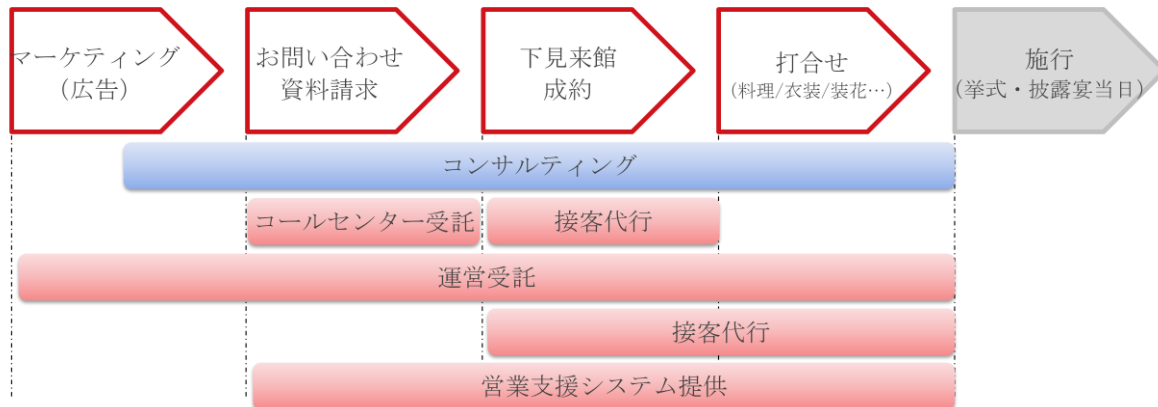 マーケティング
(広告)
お問い合わせ
資料請求
下見来館
成約
打合せ
(料理/衣装/装花…)
施行
(挙式・披露宴当日)
コンサルティング
コールセンター受託
接客代行
運営受託
接客代行
営業支援システム提供